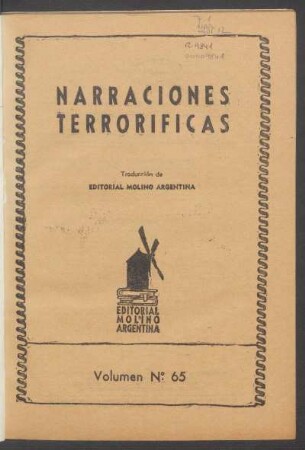 NARRACIONES
TERRORIFICAS
Traducción de
EDITORIAL MOLINO ARGENTINA
EDITORIAL
MOLINO
ARGENTINA
Volumen Nº 65